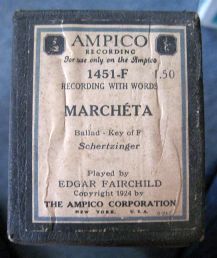 AMPICO
RECORDING
For use only on the Ampico
1451-F 1.50
RECORDING WITH WORDS
MARCHÉTA
Ballad - Key of F
Schertzinger
Played by
EDGAR FAIRCHILD
Copyright 1924 by
THE AMPICO CORPORATION
NEW YORK, U.S.A.